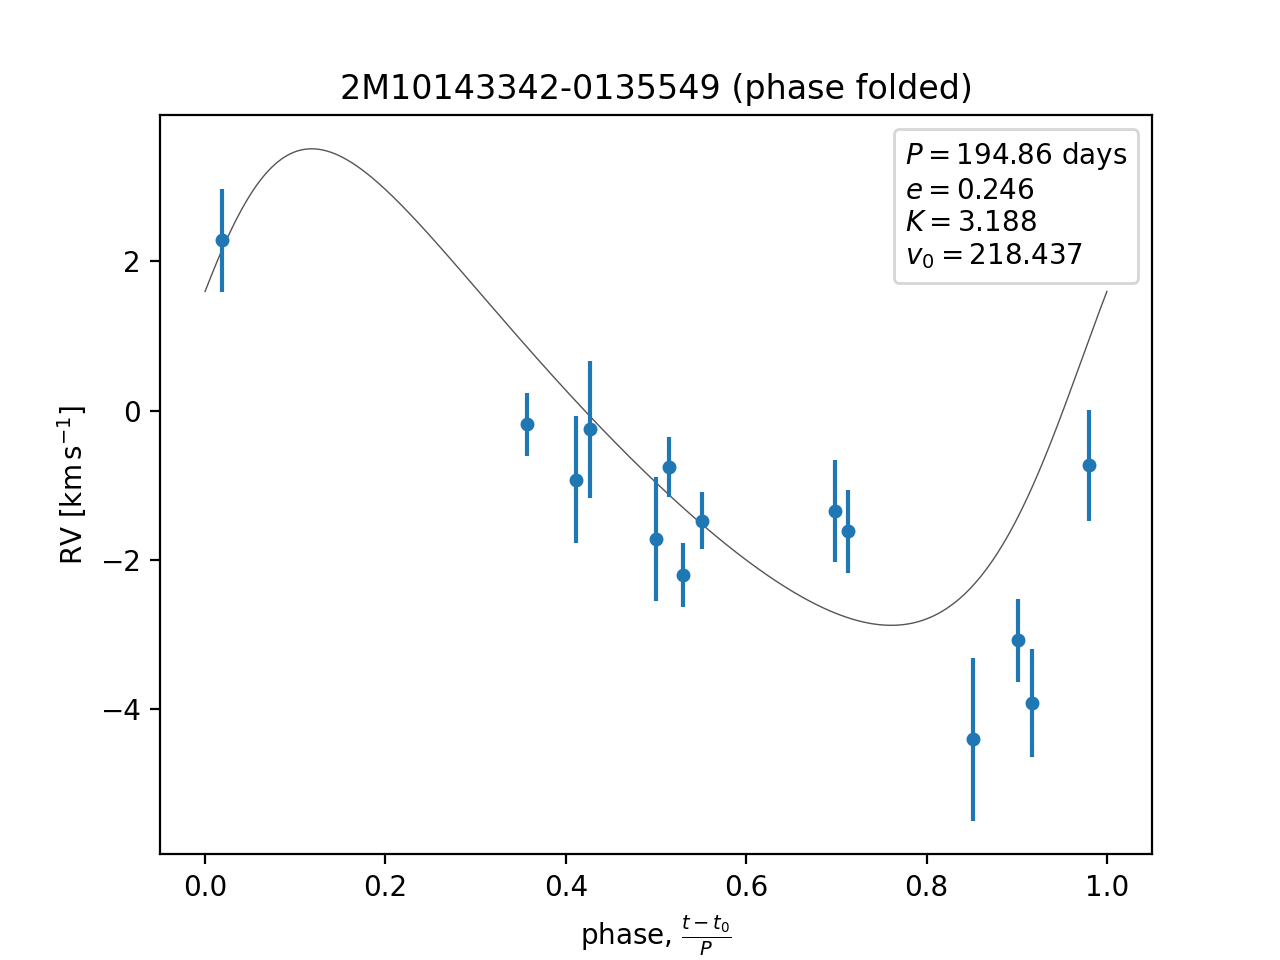 2M10143342-0135549 (phase folded)
P = 194.86 days
e = 0.246
K = 3.188
v₀ = 218.437
RV [km s⁻¹]
2
0
−2
−4
0.0 0.2 0.4 0.6 0.8 1.0
phase, (t − t₀)/P